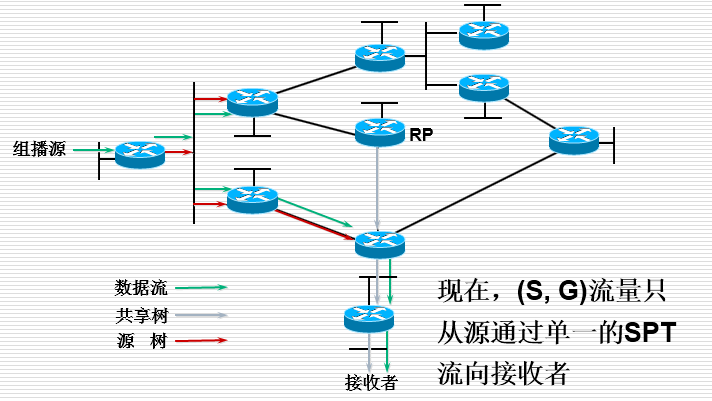 RP
组播源
数据流
共享树
源 树
接收者
现在，(S, G)流量只
从源通过单一的SPT
流向接收者